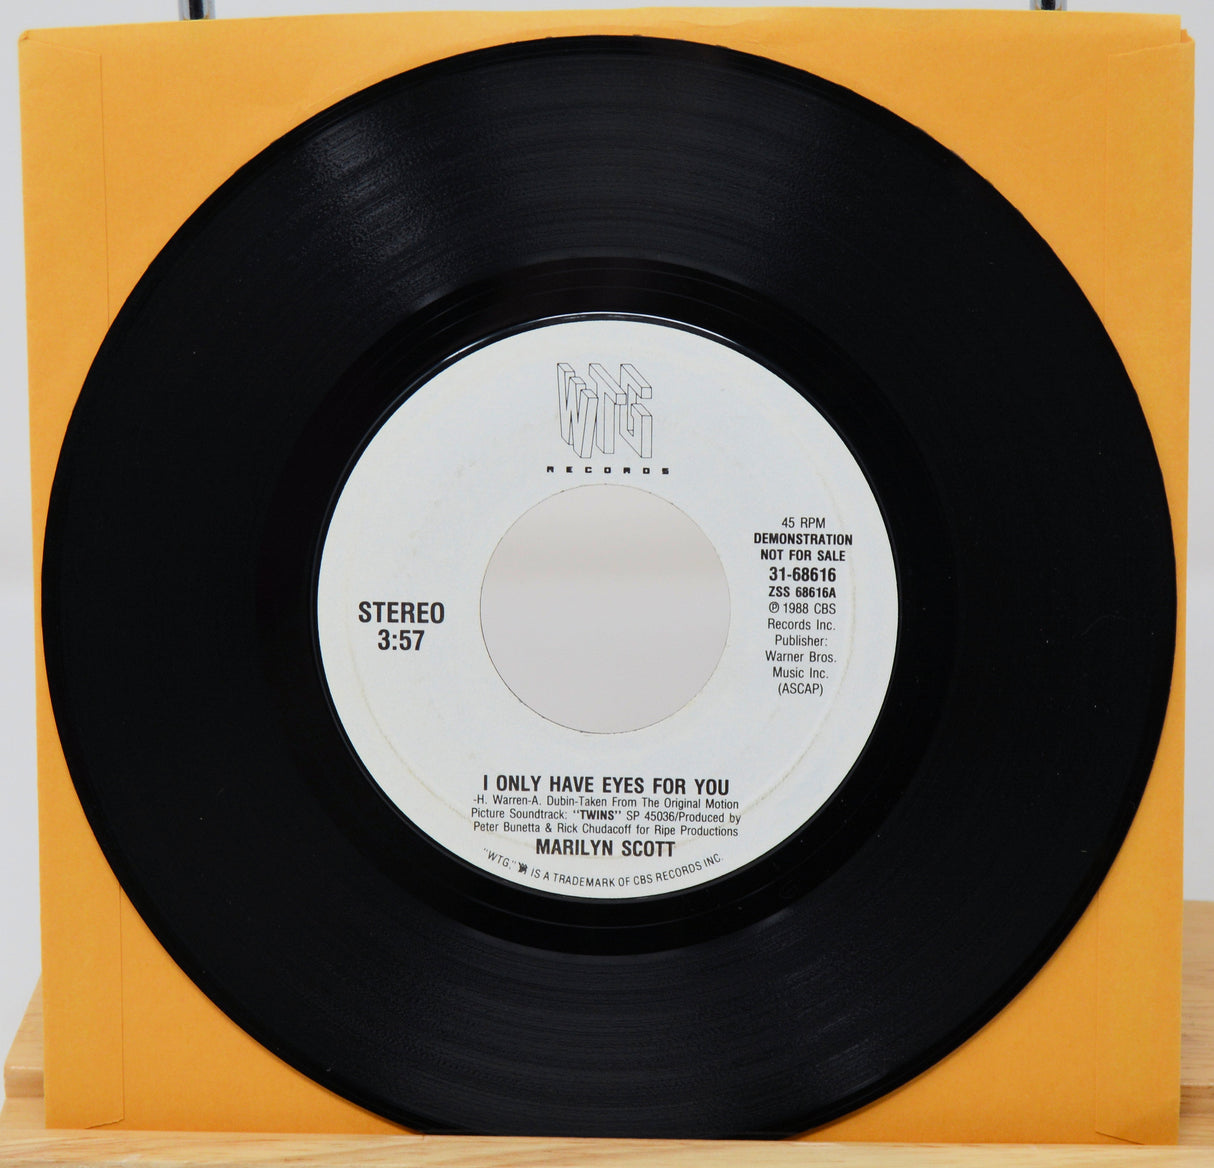 WTG
RECORDS
45 RPM
DEMONSTRATION
NOT FOR SALE
31-68616
ZSS 68616A
℗ 1988 CBS
Records Inc.
Publisher:
Warner Bros.
Music Inc.
(ASCAP)
STEREO
3:57
I ONLY HAVE EYES FOR YOU
-H. Warren-A. Dubin-Taken From The Original Motion
Picture Soundtrack: "TWINS" SP 45036/Produced by
Peter Bunetta & Rick Chudacoff for Ripe Productions
MARILYN SCOTT
"WTG," IS A TRADEMARK OF CBS RECORDS INC.